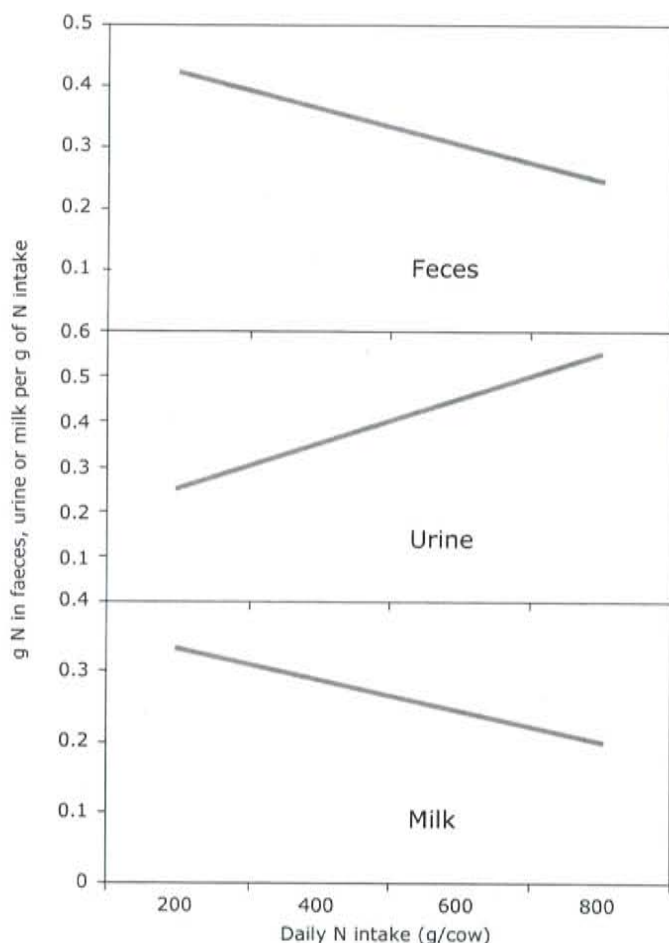 g N in faeces, urine or milk per g of N intake
0.5
0.4
0.3
0.2
0.1
Feces
0.6
0.5
0.4
0.3
0.2
0.1
Urine
0.4
0.3
0.2
0.1
Milk
0
200 400 600 800
Daily N intake (g/cow)